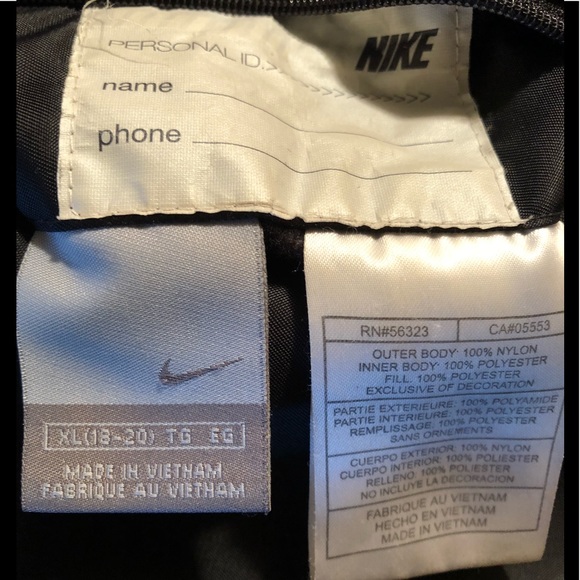 PERSONAL ID.
NIKE
name
phone
XL(18-20) TG EG
MADE IN VIETNAM
FABRIQUE AU VIETNAM
RN#56323 CA#05553
OUTER BODY: 100% NYLON
INNER BODY: 100% POLYESTER
FILL: 100% POLYESTER
EXCLUSIVE OF DECORATION
PARTIE EXTERIEURE: 100% POLYAMIDE
PARTIE INTERIEURE: 100% POLYESTER
REMPLISSAGE: 100% POLYESTER
SANS ORNEMENTS
CUERPO EXTERIOR: 100% NYLON
CUERPO INTERIOR: 100% POLIESTER
RELLENO: 100% POLIESTER
NO INCLUYE LA DECORACION
FABRIQUE AU VIETNAM
HECHO EN VIETNAM
MADE IN VIETNAM